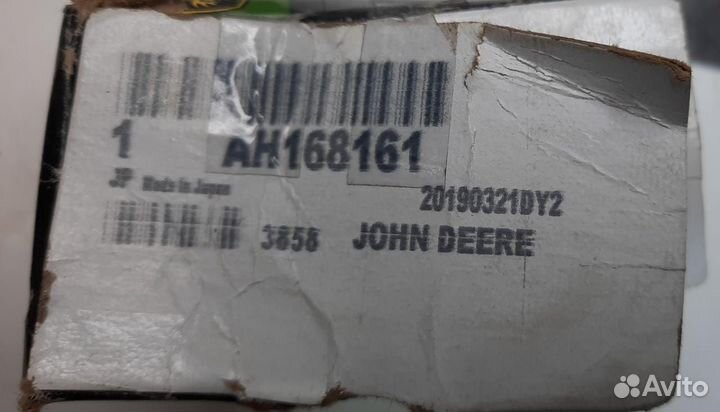 1 AH168161
JP Made in Japan
20190321DY2
3858 JOHN DEERE
Avito